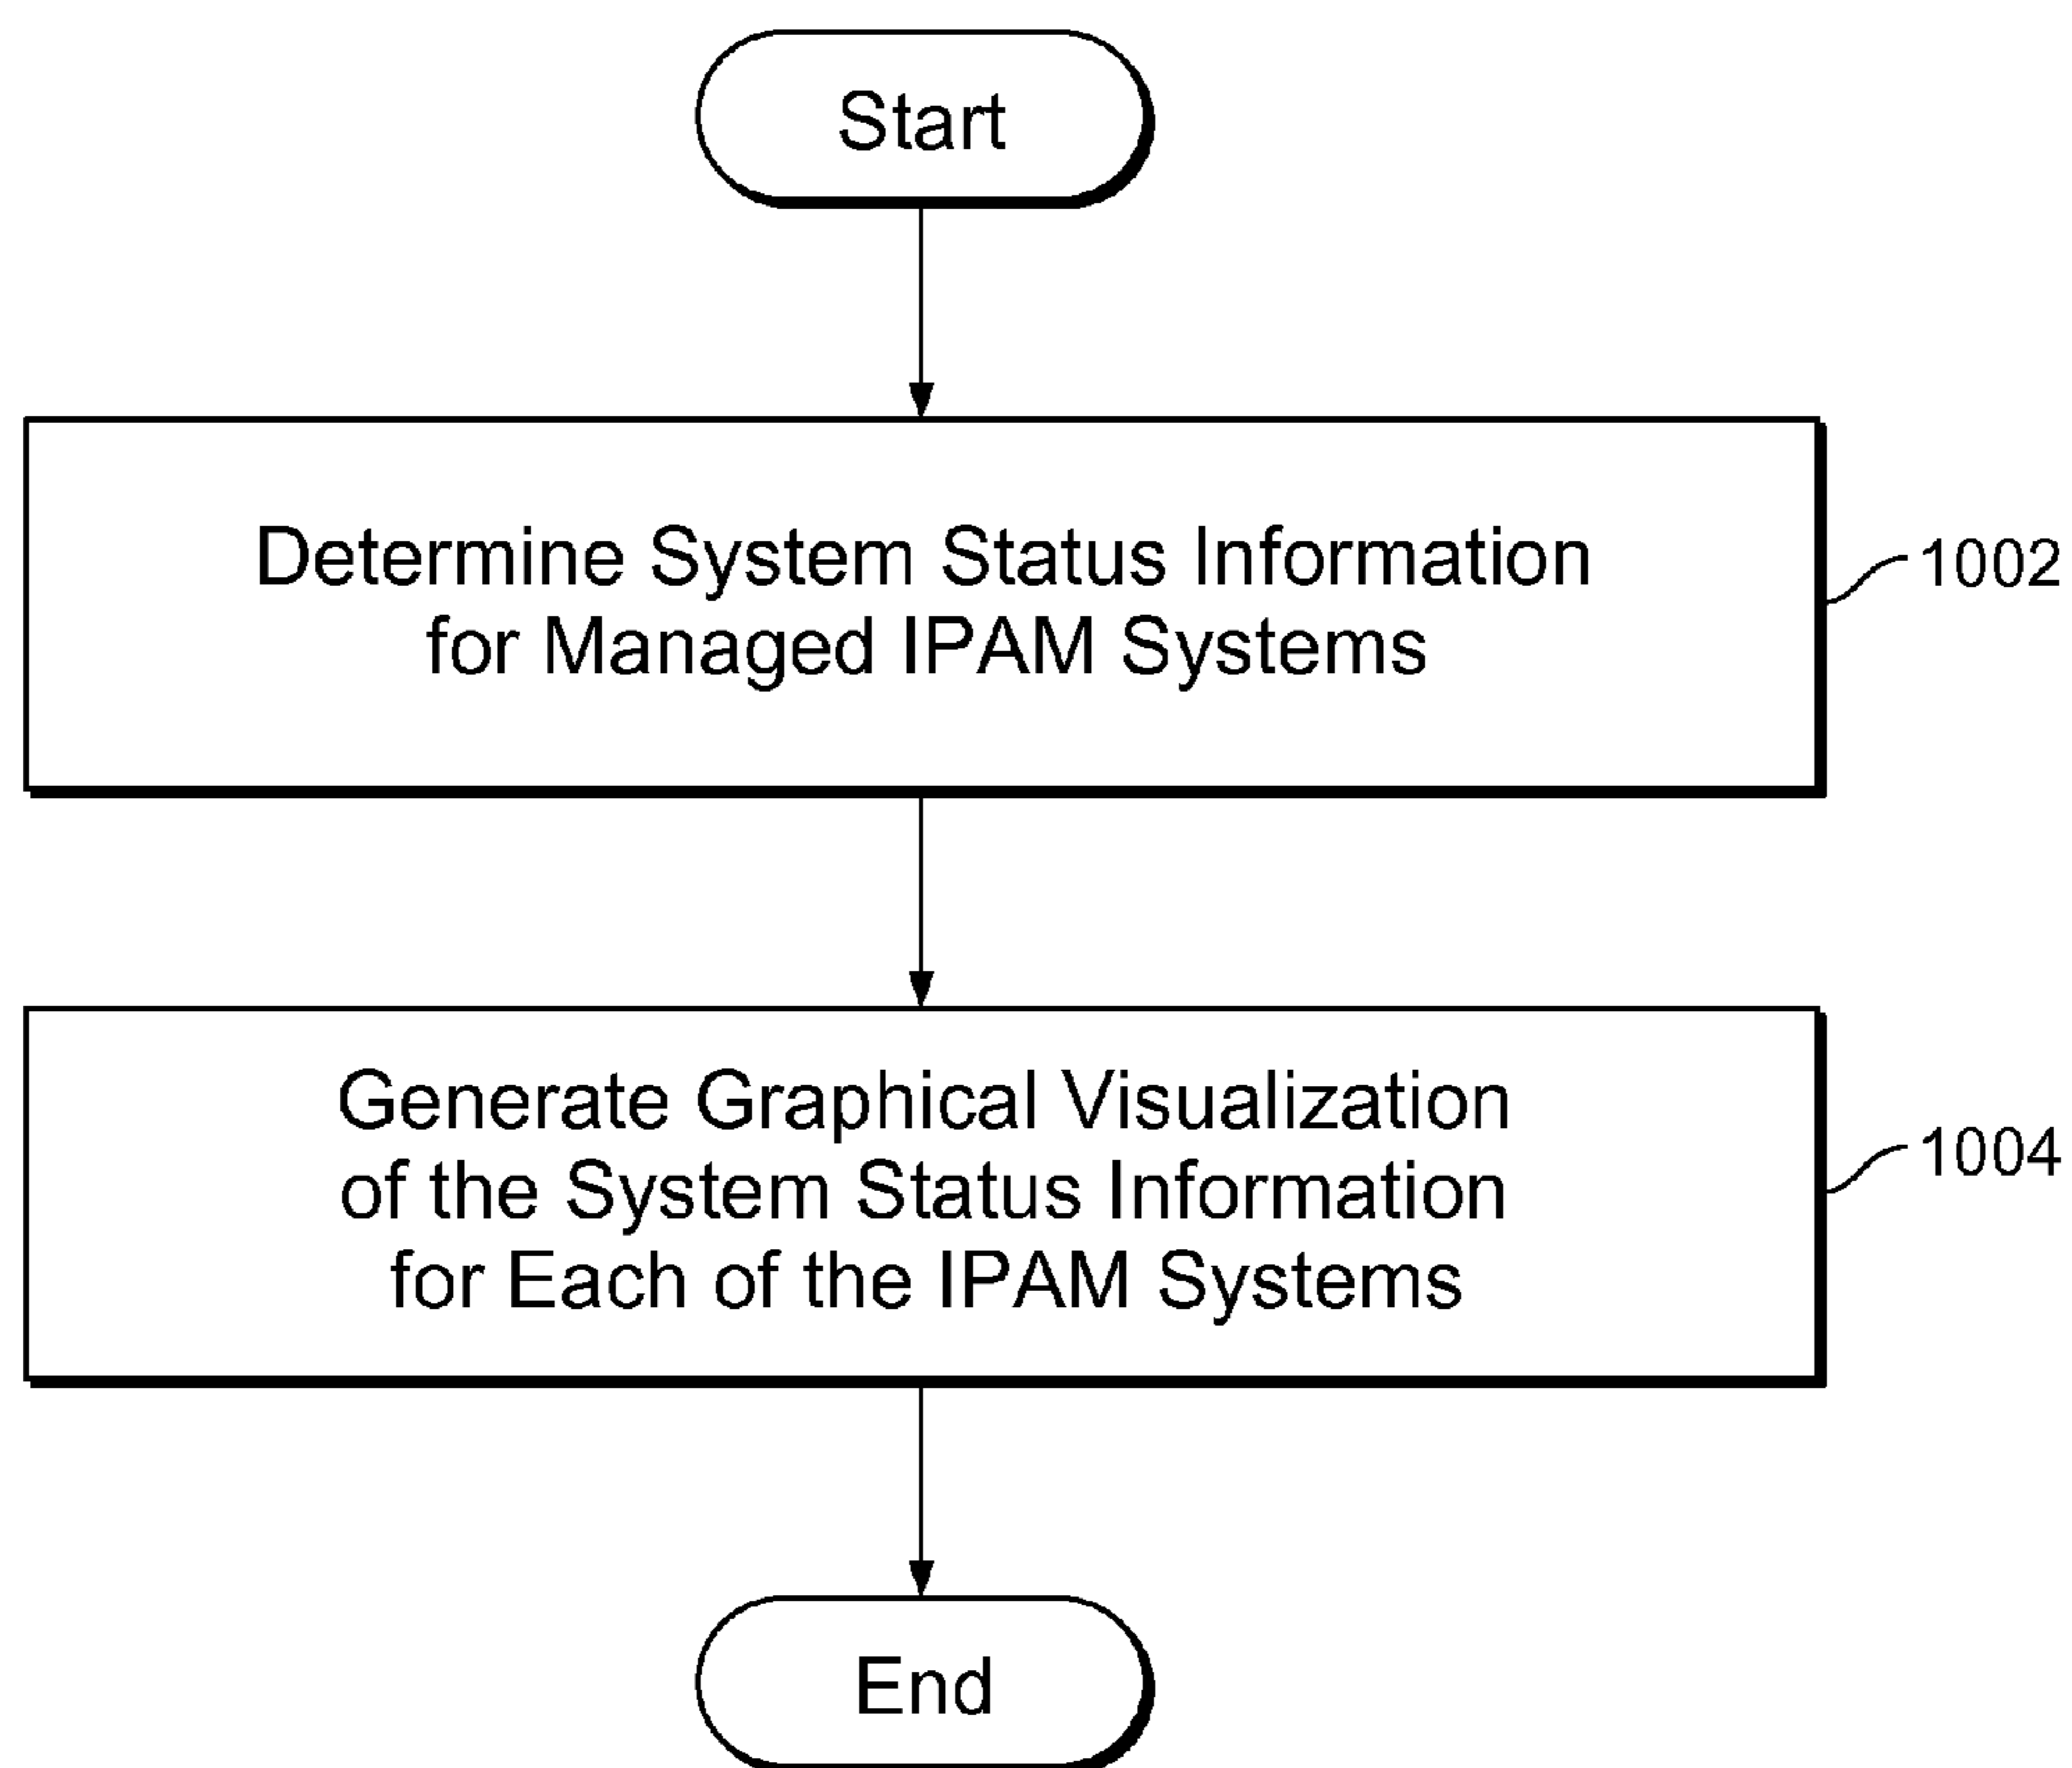 Start
Determine System Status Information
for Managed IPAM Systems
1002
Generate Graphical Visualization
of the System Status Information
for Each of the IPAM Systems
1004
End